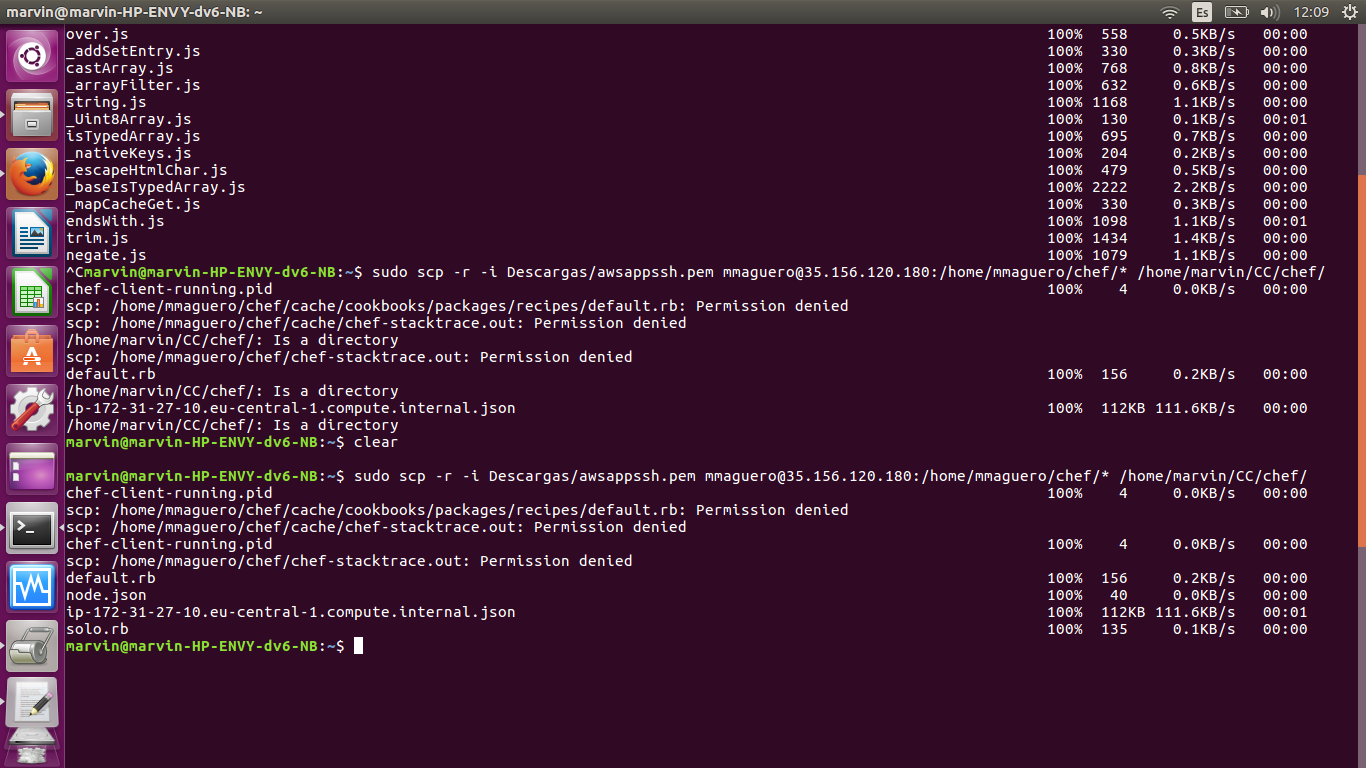 marvin@marvin-HP-ENVY-dv6-NB: ~ Es 12:09
over.js 100% 558 0.5KB/s 00:00
_addSetEntry.js 100% 330 0.3KB/s 00:00
castArray.js 100% 768 0.8KB/s 00:00
_arrayFilter.js 100% 632 0.6KB/s 00:00
string.js 100% 1168 1.1KB/s 00:00
_Uint8Array.js 100% 130 0.1KB/s 00:01
isTypedArray.js 100% 695 0.7KB/s 00:00
_nativeKeys.js 100% 204 0.2KB/s 00:00
_escapeHtmlChar.js 100% 479 0.5KB/s 00:00
_baseIsTypedArray.js 100% 2222 2.2KB/s 00:00
_mapCacheGet.js 100% 330 0.3KB/s 00:00
endsWith.js 100% 1098 1.1KB/s 00:01
trim.js 100% 1434 1.4KB/s 00:00
negate.js 100% 1079 1.1KB/s 00:00
^Cmarvin@marvin-HP-ENVY-dv6-NB:~$ sudo scp -r -i Descargas/awsappssh.pem mmaguero@35.156.120.180:/home/mmaguero/chef/* /home/marvin/CC/chef/
chef-client-running.pid 100% 4 0.0KB/s 00:00
scp: /home/mmaguero/chef/cache/cookbooks/packages/recipes/default.rb: Permission denied
scp: /home/mmaguero/chef/cache/chef-stacktrace.out: Permission denied
/home/marvin/CC/chef/: Is a directory
scp: /home/mmaguero/chef/chef-stacktrace.out: Permission denied
default.rb 100% 156 0.2KB/s 00:00
/home/marvin/CC/chef/: Is a directory
ip-172-31-27-10.eu-central-1.compute.internal.json 100% 112KB 111.6KB/s 00:00
/home/marvin/CC/chef/: Is a directory
marvin@marvin-HP-ENVY-dv6-NB:~$ clear
marvin@marvin-HP-ENVY-dv6-NB:~$ sudo scp -r -i Descargas/awsappssh.pem mmaguero@35.156.120.180:/home/mmaguero/chef/* /home/marvin/CC/chef/
chef-client-running.pid 100% 4 0.0KB/s 00:00
scp: /home/mmaguero/chef/cache/cookbooks/packages/recipes/default.rb: Permission denied
scp: /home/mmaguero/chef/cache/chef-stacktrace.out: Permission denied
chef-client-running.pid 100% 4 0.0KB/s 00:00
scp: /home/mmaguero/chef/chef-stacktrace.out: Permission denied
default.rb 100% 156 0.2KB/s 00:00
node.json 100% 40 0.0KB/s 00:00
ip-172-31-27-10.eu-central-1.compute.internal.json 100% 112KB 111.6KB/s 00:01
solo.rb 100% 135 0.1KB/s 00:00
marvin@marvin-HP-ENVY-dv6-NB:~$